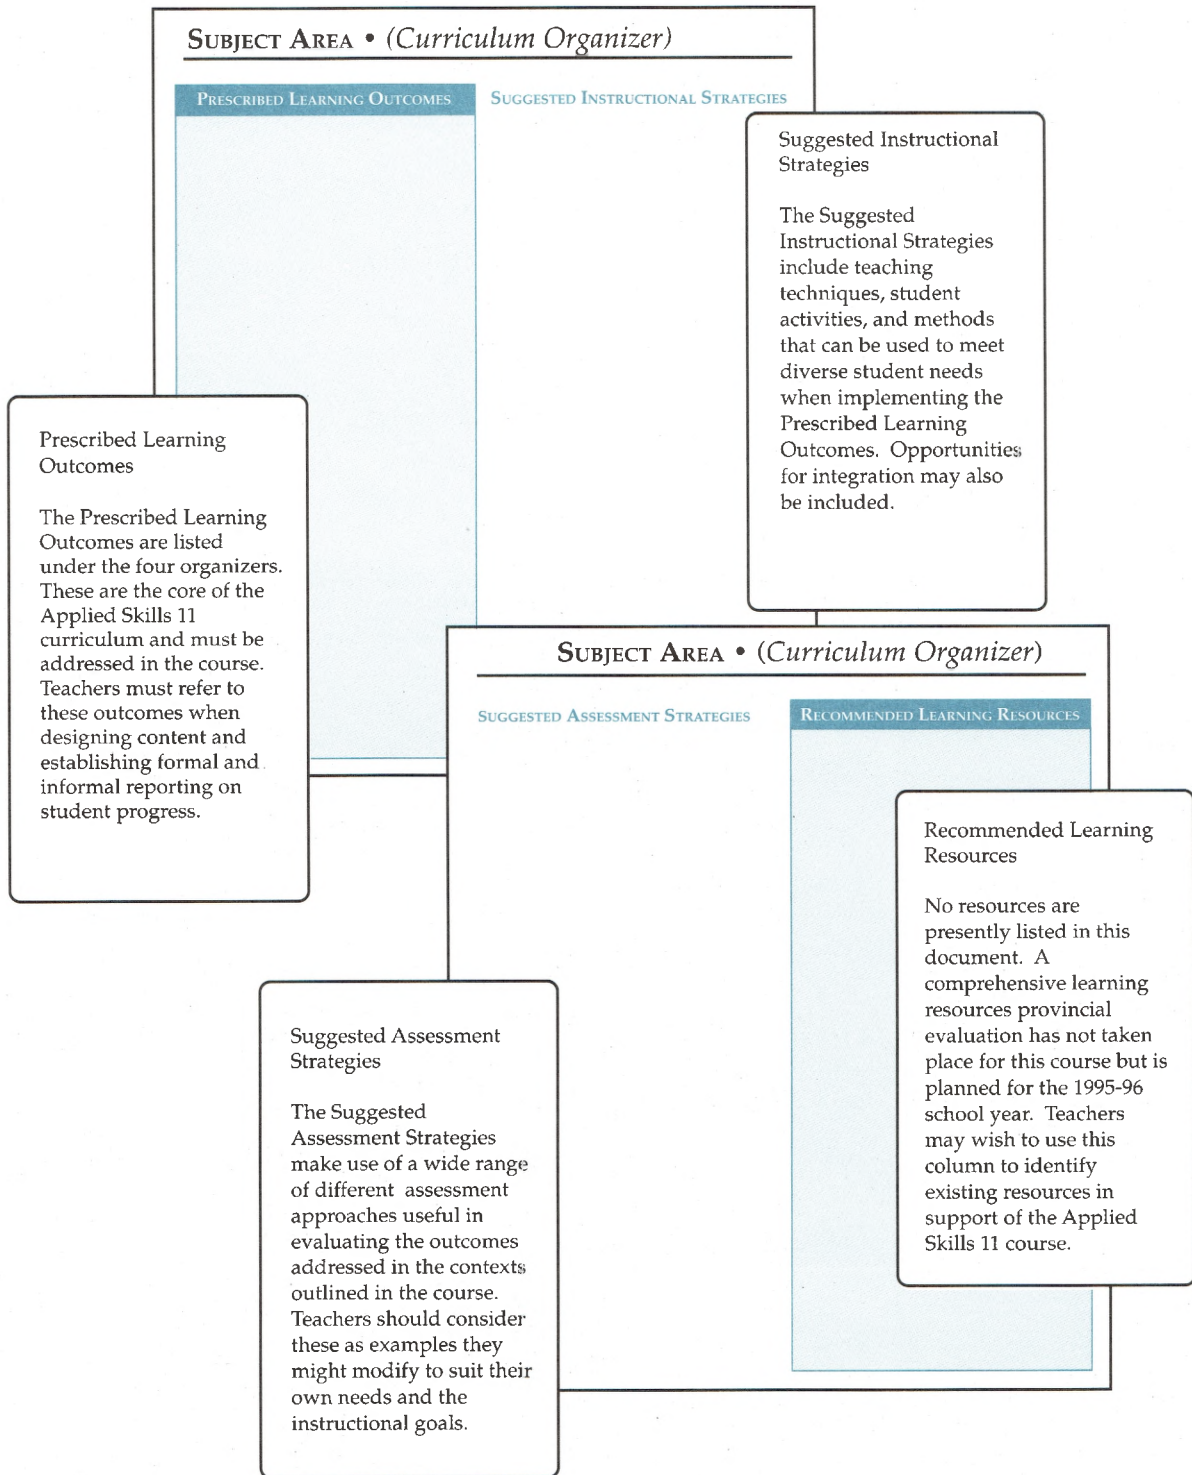 SUBJECT AREA • (Curriculum Organizer)
PRESCRIBED LEARNING OUTCOMES
SUGGESTED INSTRUCTIONAL STRATEGIES
Suggested Instructional
Strategies
The Suggested
Instructional Strategies
include teaching
techniques, student
activities, and methods
that can be used to meet
diverse student needs
when implementing the
Prescribed Learning
Outcomes. Opportunities
for integration may also
be included.
Prescribed Learning
Outcomes
The Prescribed Learning
Outcomes are listed
under the four organizers.
These are the core of the
Applied Skills 11
curriculum and must be
addressed in the course.
Teachers must refer to
these outcomes when
designing content and
establishing formal and
informal reporting on
student progress.
SUBJECT AREA • (Curriculum Organizer)
SUGGESTED ASSESSMENT STRATEGIES
RECOMMENDED LEARNING RESOURCES
Recommended Learning
Resources
No resources are
presently listed in this
document. A
comprehensive learning
resources provincial
evaluation has not taken
place for this course but is
planned for the 1995-96
school year. Teachers
may wish to use this
column to identify
existing resources in
support of the Applied
Skills 11 course.
Suggested Assessment
Strategies
The Suggested
Assessment Strategies
make use of a wide range
of different assessment
approaches useful in
evaluating the outcomes
addressed in the contexts
outlined in the course.
Teachers should consider
these as examples they
might modify to suit their
own needs and the
instructional goals.